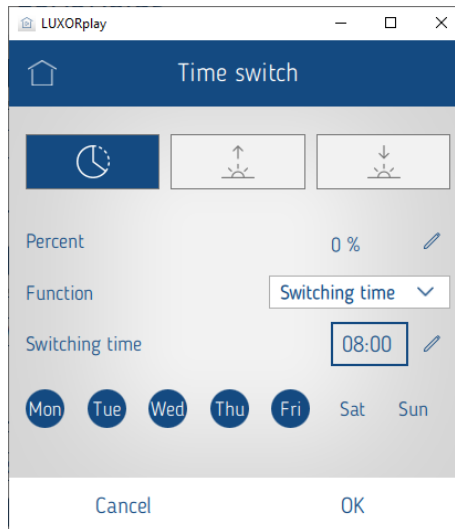 LUXORplay
Time switch
Percent 0 %
Function Switching time
Switching time 08:00
Mon Tue Wed Thu Fri Sat Sun
Cancel OK